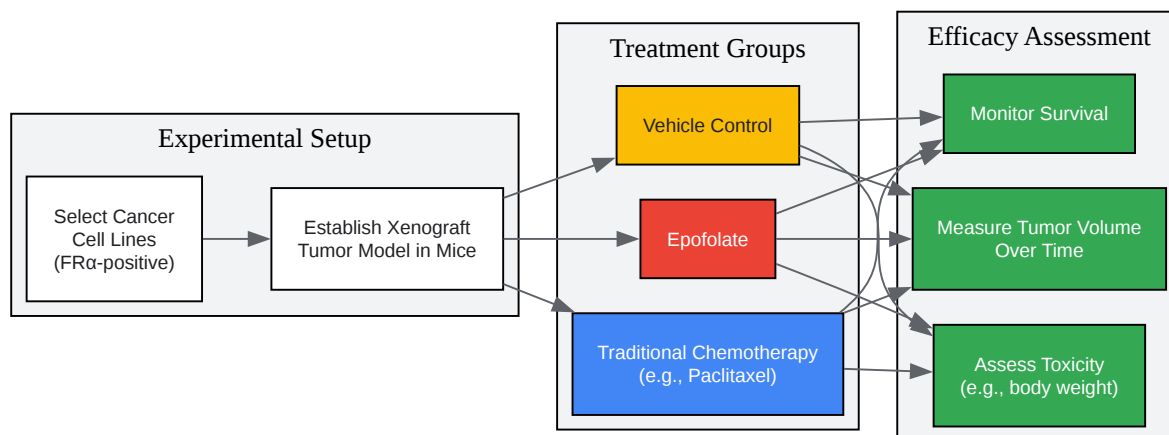 Experimental Setup
Select Cancer
Cell Lines
(FRα-positive)
Establish Xenograft
Tumor Model in Mice
Treatment Groups
Vehicle Control
Epofolate
Traditional Chemotherapy
(e.g., Paclitaxel)
Efficacy Assessment
Monitor Survival
Measure Tumor Volume
Over Time
Assess Toxicity
(e.g., body weight)